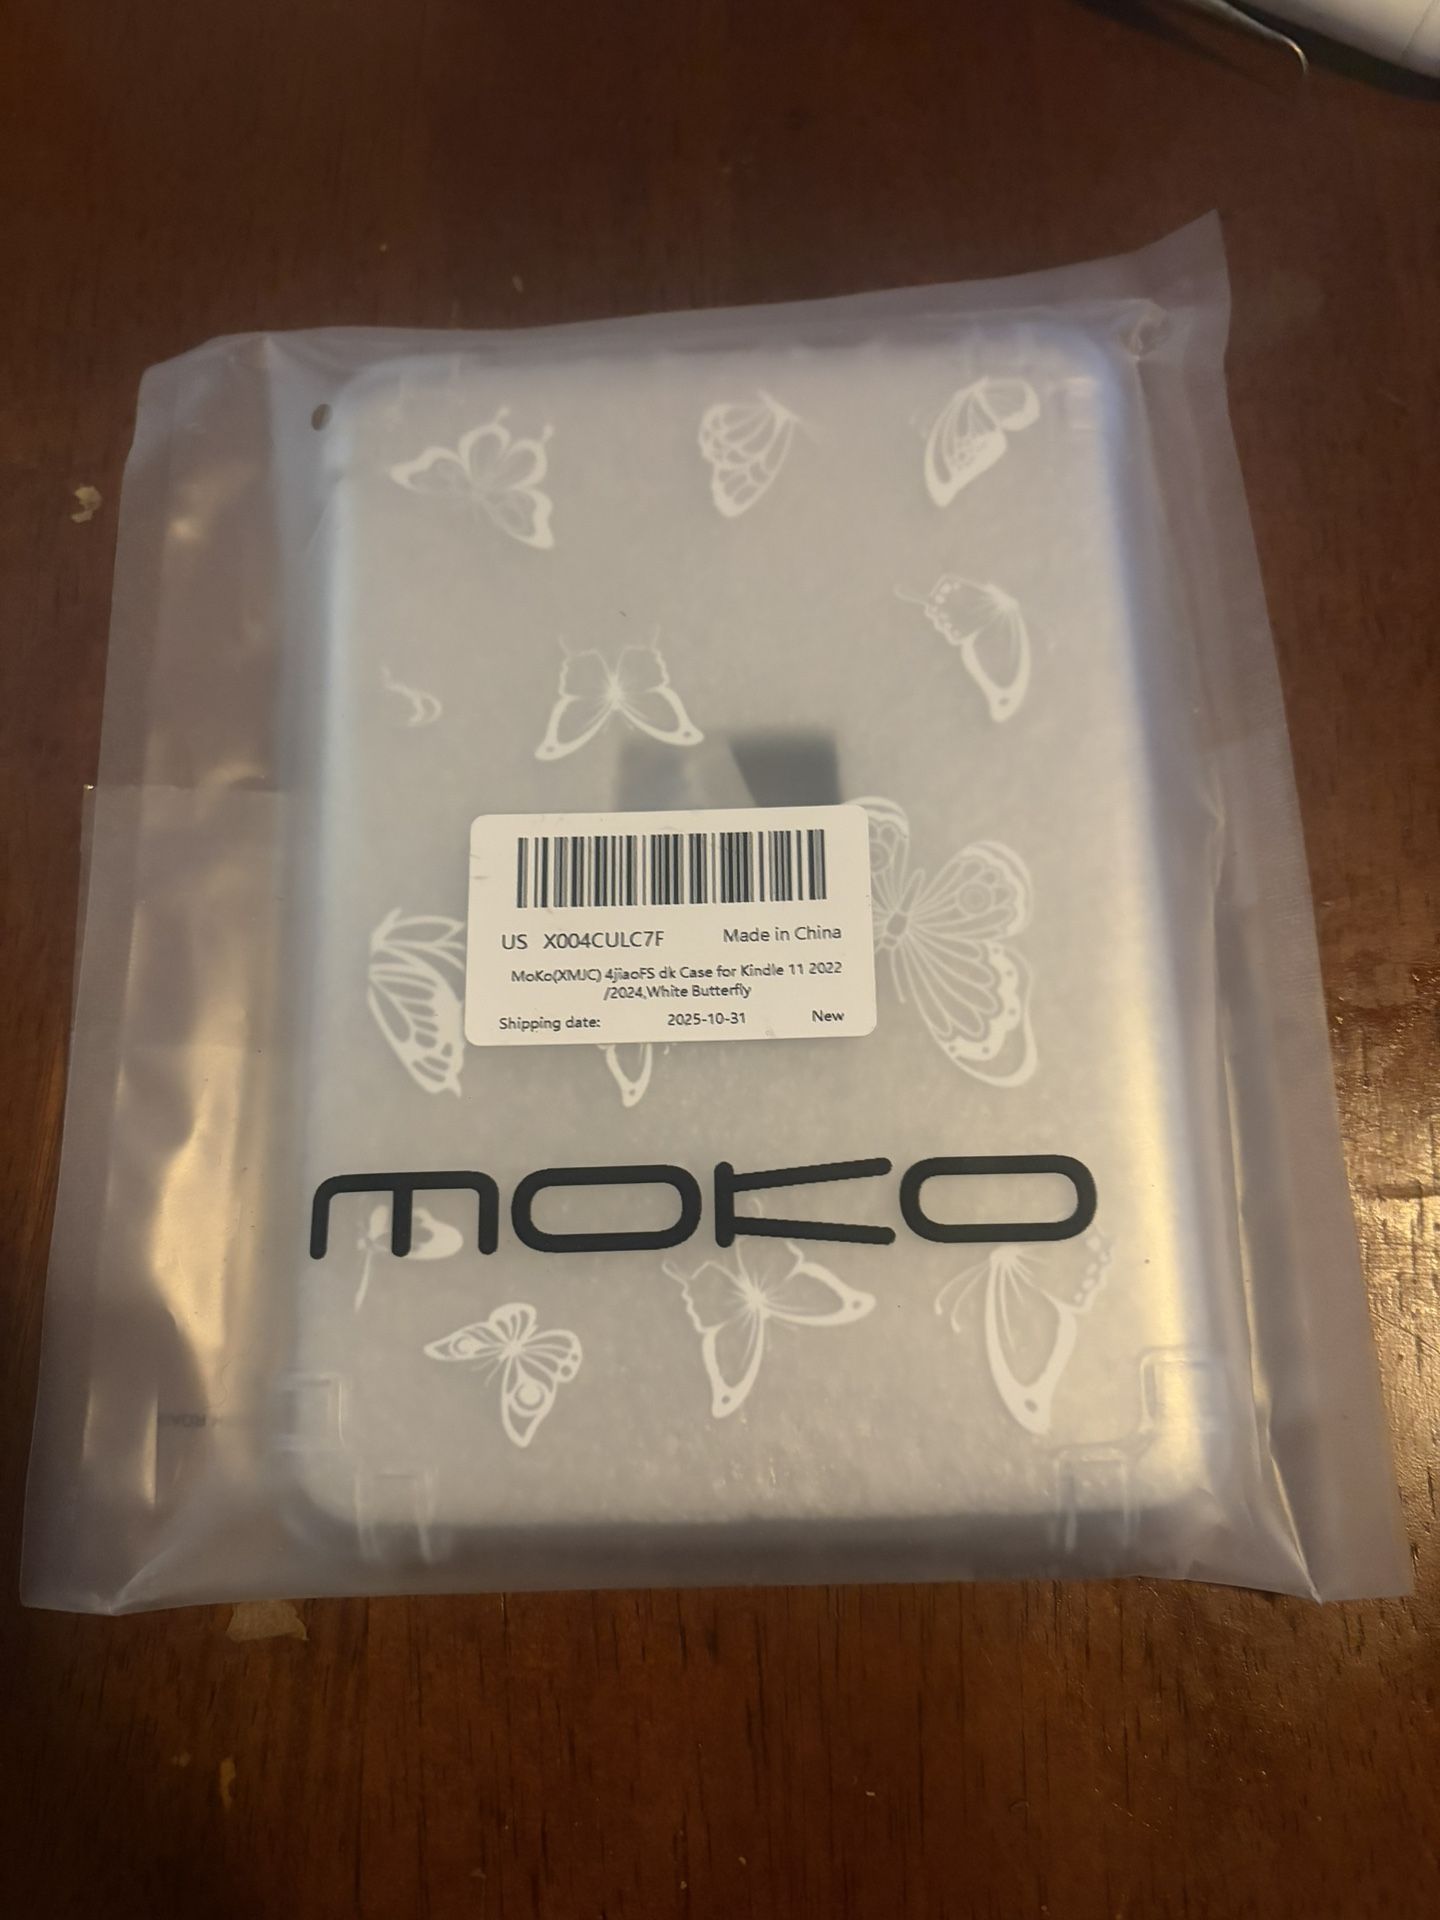 US X004CULC7F Made in China
MoKo(XMJC) 4jiaoFS dk Case for Kindle 11 2022
/2024,White Butterfly
Shipping date: 2025-10-31 New
MOKO